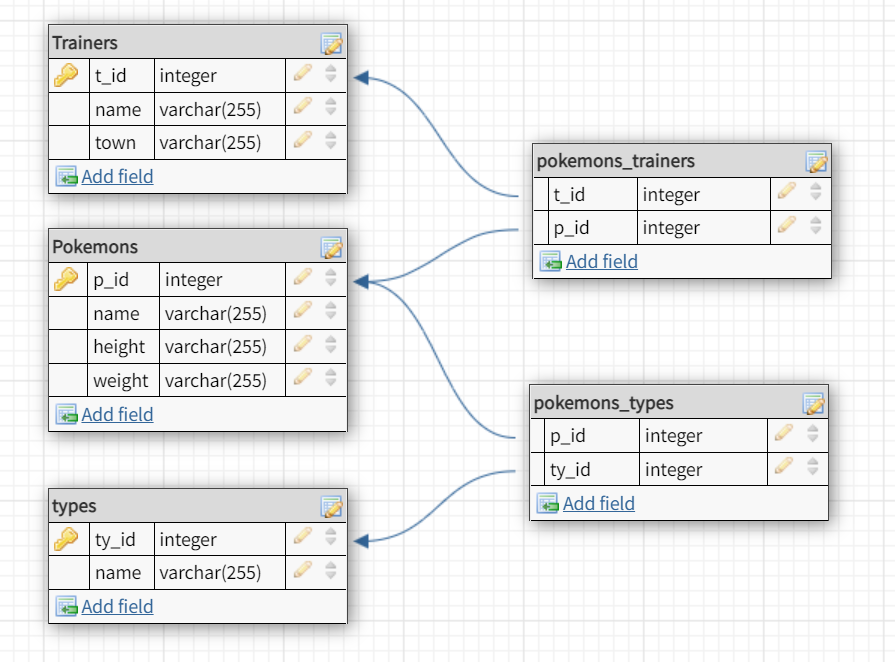 Trainers
t_id integer
name varchar(255)
town varchar(255)
Add field
Pokemons
p_id integer
name varchar(255)
height varchar(255)
weight varchar(255)
Add field
types
ty_id integer
name varchar(255)
Add field
pokemons_trainers
t_id integer
p_id integer
Add field
pokemons_types
p_id integer
ty_id integer
Add field